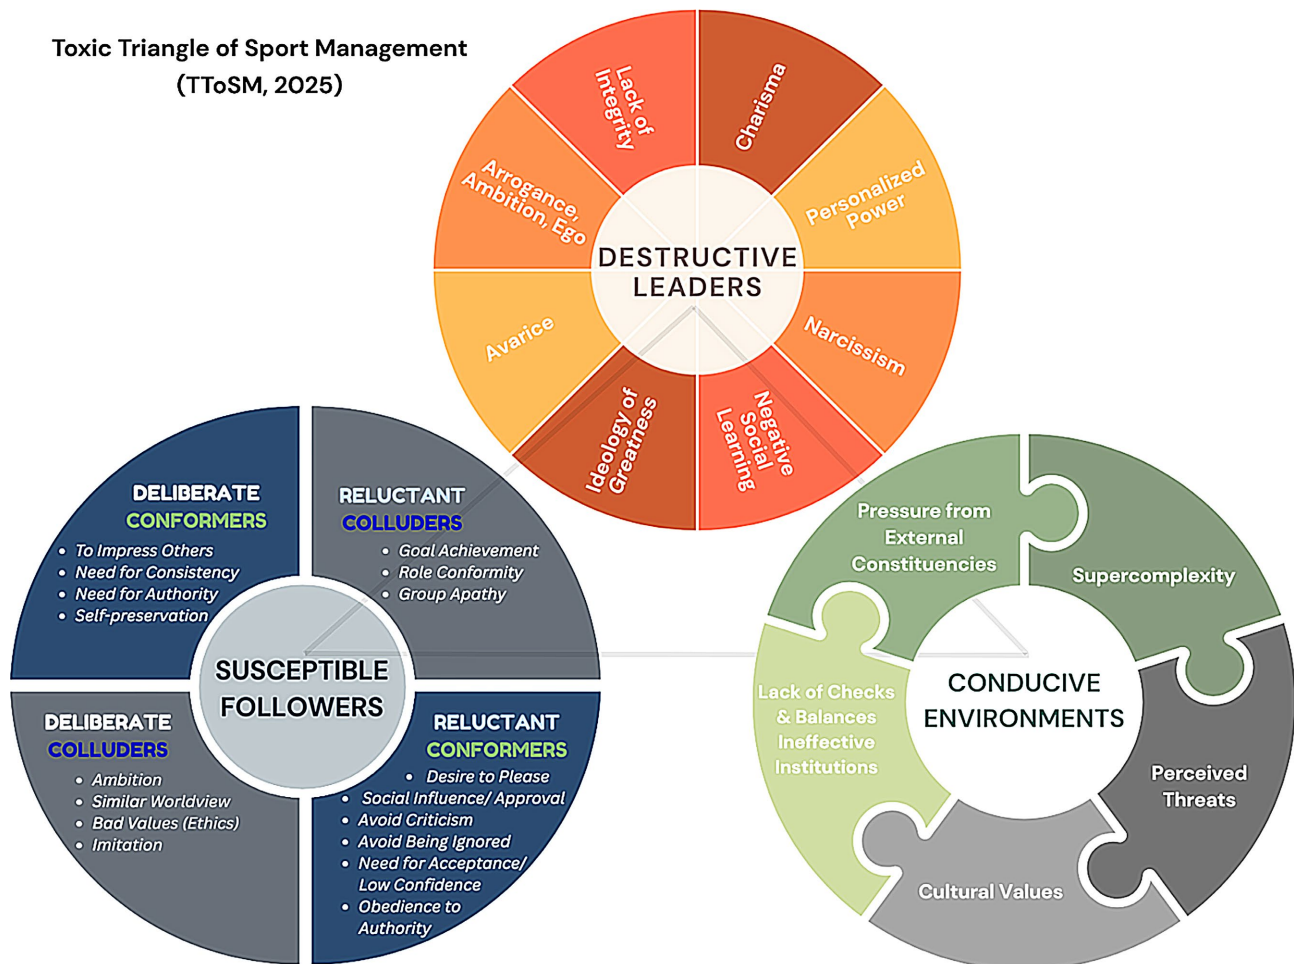 Toxic Triangle of Sport Management
(TToSM, 2025)
Lack of
Integrity
Charisma
Arrogance,
Ambition, Ego
Personalized
Power
DESTRUCTIVE
LEADERS
Avarice
Narcissism
Ideology of
Greatness
Negative
Social
Learning
DELIBERATE
CONFORMERS
• To Impress Others
• Need for Consistency
• Need for Authority
• Self-preservation
RELUCTANT
COLLUDERS
• Goal Achievement
• Role Conformity
• Group Apathy
SUSCEPTIBLE
FOLLOWERS
DELIBERATE
COLLUDERS
• Ambition
• Similar Worldview
• Bad Values (Ethics)
• Imitation
RELUCTANT
CONFORMERS
• Desire to Please
• Social Influence/ Approval
• Avoid Criticism
• Avoid Being Ignored
• Need for Acceptance/
Low Confidence
• Obedience to
Authority
Pressure from
External
Constituencies
Supercomplexity
Lack of Checks
& Balances
Ineffective
Institutions
CONDUCIVE
ENVIRONMENTS
Perceived
Threats
Cultural Values